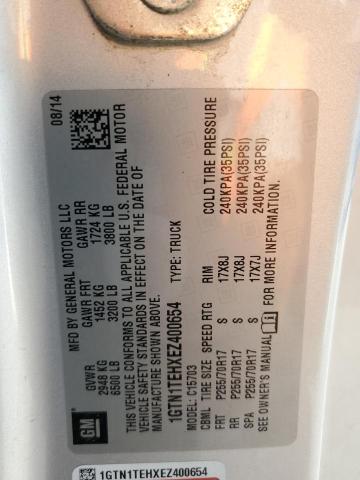 08/14
MFD BY GENERAL MOTORS LLC
GVWR GAWR FRT GAWR RR
2948 KG 1452 KG 1724 KG
6500 LB 3200 LB 3800 LB
THIS VEHICLE CONFORMS TO ALL APPLICABLE U.S. FEDERAL MOTOR
VEHICLE SAFETY STANDARDS IN EFFECT ON THE DATE OF
MANUFACTURE SHOWN ABOVE.
1GTN1TEHXEZ400654 TYPE: TRUCK
MODEL: C15703
CBML TIRE SIZE SPEED RTG RIM COLD TIRE PRESSURE
FRT P255/70R17 S 17X8J 240KPA(35PSI)
RR P255/70R17 S 17X8J 240KPA(35PSI)
SPA P255/70R17 S 17X7J 240KPA(35PSI)
SEE OWNER'S MANUAL FOR MORE INFORMATION.
GM
1GTN1TEHXEZ400654